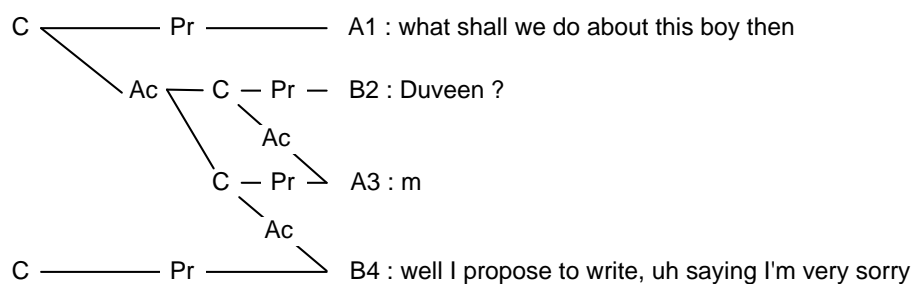 C Pr A1 : what shall we do about this boy then
Ac C Pr B2 : Duveen ?
Ac
C Pr A3 : m
Ac
C Pr B4 : well I propose to write, uh saying I'm very sorry